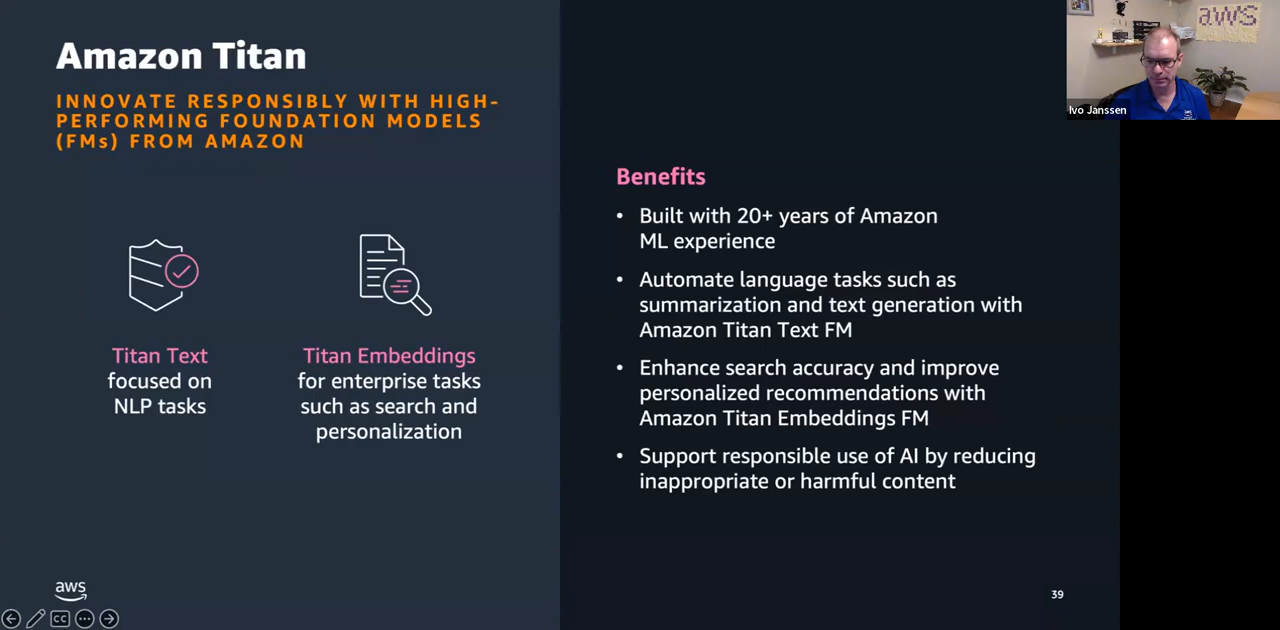 Amazon Titan
INNOVATE RESPONSIBLY WITH HIGH-
PERFORMING FOUNDATION MODELS
(FMs) FROM AMAZON
Titan Text
focused on
NLP tasks
Titan Embeddings
for enterprise tasks
such as search and
personalization
Benefits
• Built with 20+ years of Amazon
ML experience
• Automate language tasks such as
summarization and text generation with
Amazon Titan Text FM
• Enhance search accuracy and improve
personalized recommendations with
Amazon Titan Embeddings FM
• Support responsible use of AI by reducing
inappropriate or harmful content
aws
39
CC
aws
Ivo Janssen